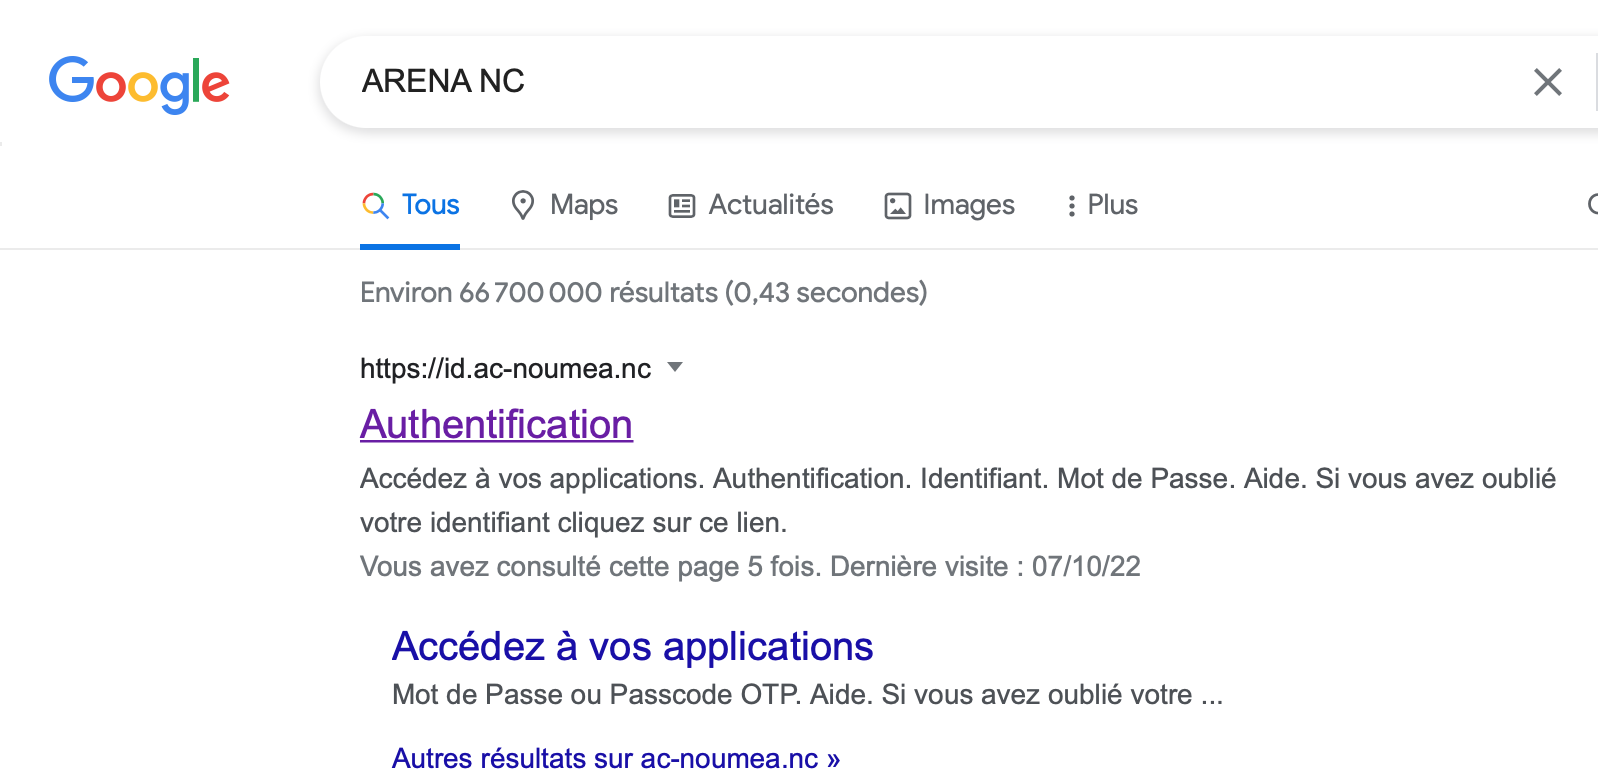 Google
ARENA NC
Tous Maps Actualités Images Plus
Environ 66 700 000 résultats (0,43 secondes)
https://id.ac-noumea.nc
Authentification
Accédez à vos applications. Authentification. Identifiant. Mot de Passe. Aide. Si vous avez oublié
votre identifiant cliquez sur ce lien.
Vous avez consulté cette page 5 fois. Dernière visite : 07/10/22
Accédez à vos applications
Mot de Passe ou Passcode OTP. Aide. Si vous avez oublié votre ...
Autres résultats sur ac-noumea.nc »